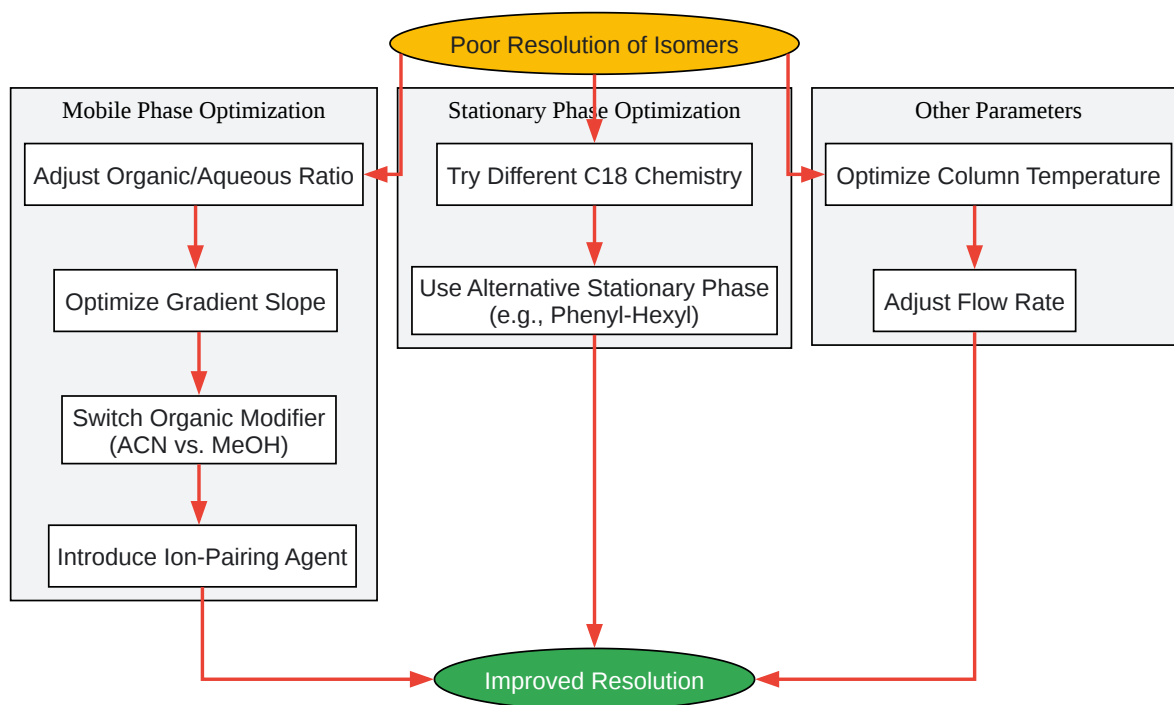 Poor Resolution of Isomers
Mobile Phase Optimization
Adjust Organic/Aqueous Ratio
Optimize Gradient Slope
Switch Organic Modifier
(ACN vs. MeOH)
Introduce Ion-Pairing Agent
Stationary Phase Optimization
Try Different C18 Chemistry
Use Alternative Stationary Phase
(e.g., Phenyl-Hexyl)
Other Parameters
Optimize Column Temperature
Adjust Flow Rate
Improved Resolution